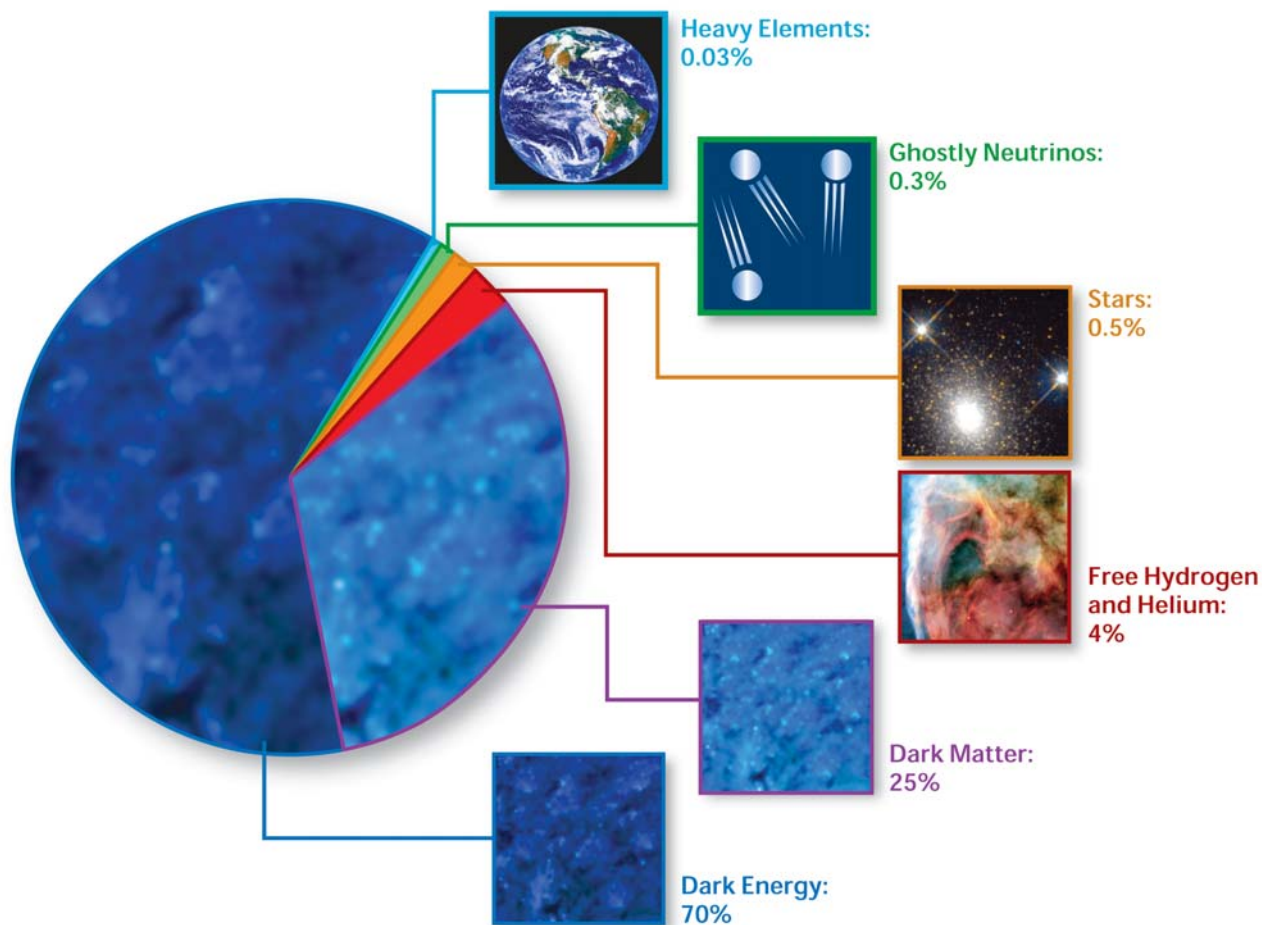 Heavy Elements:
0.03%
Ghostly Neutrinos:
0.3%
Stars:
0.5%
Free Hydrogen
and Helium:
4%
Dark Matter:
25%
Dark Energy:
70%